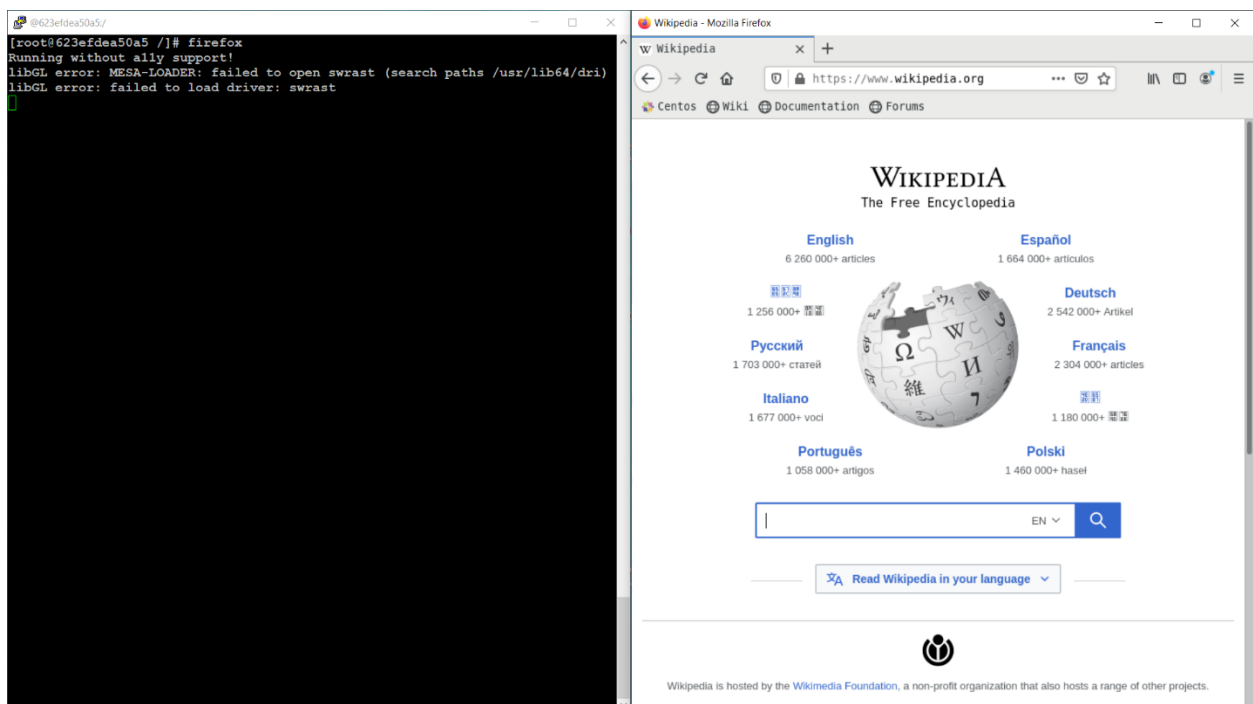 @623efdea50a5:/
[root@623efdea50a5 /]# firefox
Running without a11y support!
libGL error: MESA-LOADER: failed to open swrast (search paths /usr/lib64/dri)
libGL error: failed to load driver: swrast
Wikipedia - Mozilla Firefox
W Wikipedia
https://www.wikipedia.org
Centos Wiki Documentation Forums
WIKIPEDIA
The Free Encyclopedia
English
6 260 000+ articles
Español
1 664 000+ artículos
1 256 000+
Deutsch
2 542 000+ Artikel
Русский
1 703 000+ статей
Français
2 304 000+ articles
Italiano
1 677 000+ voci
1 180 000+
Português
1 058 000+ artigos
Polski
1 460 000+ haseł
Ω W И 維 7
EN
Read Wikipedia in your language
Wikipedia is hosted by the Wikimedia Foundation, a non-profit organization that also hosts a range of other projects.